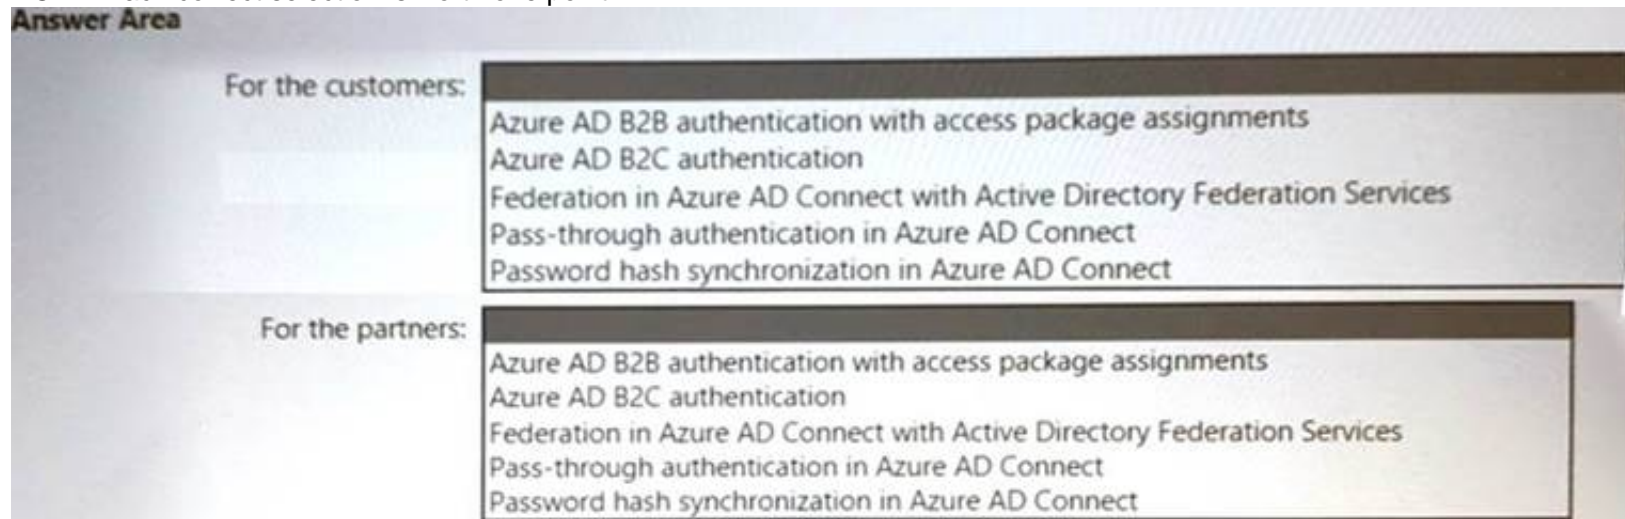 Answer Area
For the customers:
Azure AD B2B authentication with access package assignments
Azure AD B2C authentication
Federation in Azure AD Connect with Active Directory Federation Services
Pass-through authentication in Azure AD Connect
Password hash synchronization in Azure AD Connect
For the partners:
Azure AD B2B authentication with access package assignments
Azure AD B2C authentication
Federation in Azure AD Connect with Active Directory Federation Services
Pass-through authentication in Azure AD Connect
Password hash synchronization in Azure AD Connect